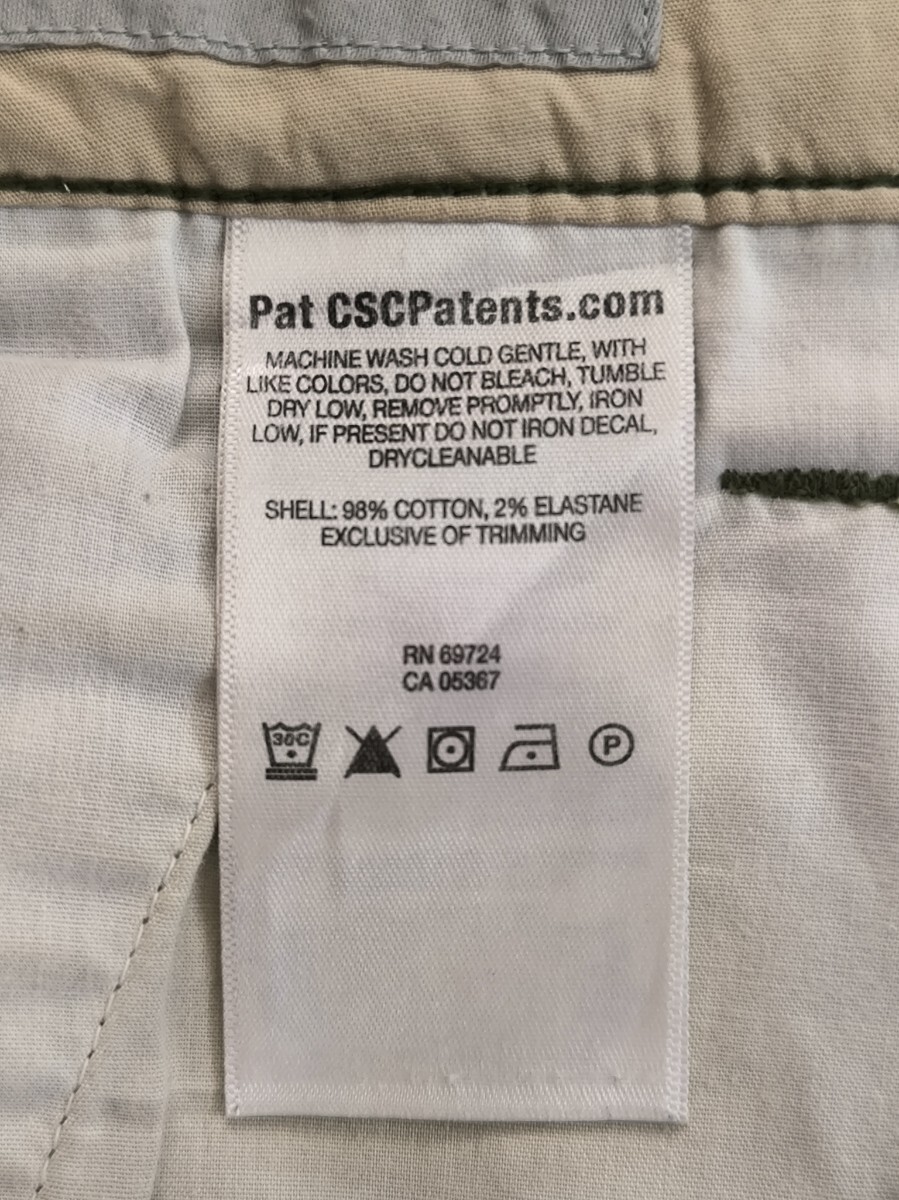 Pat CSCPatents.com
MACHINE WASH COLD GENTLE, WITH
LIKE COLORS, DO NOT BLEACH, TUMBLE
DRY LOW, REMOVE PROMPTLY, IRON
LOW, IF PRESENT DO NOT IRON DECAL,
DRYCLEANABLE
SHELL: 98% COTTON, 2% ELASTANE
EXCLUSIVE OF TRIMMING
RN 69724
CA 05367
30C
P